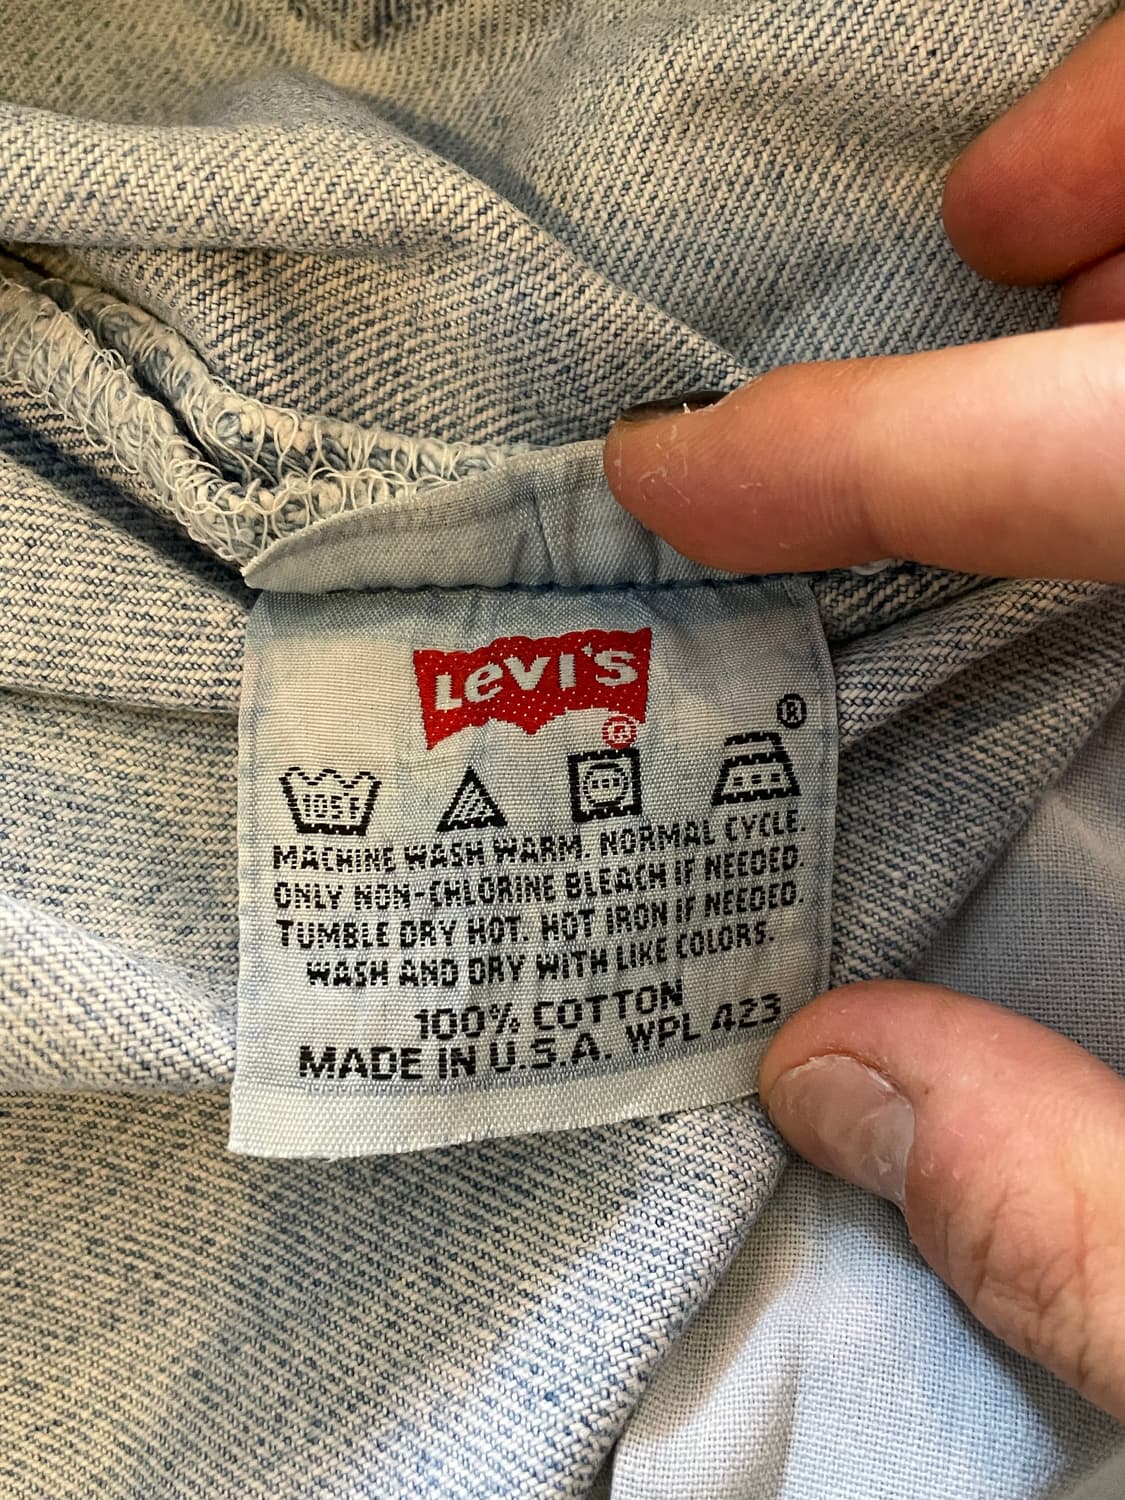 LEVI'S
®
®
105F
MACHINE WASH WARM. NORMAL CYCLE.
ONLY NON-CHLORINE BLEACH IF NEEDED.
TUMBLE DRY HOT. HOT IRON IF NEEDED.
WASH AND DRY WITH LIKE COLORS.
100% COTTON
MADE IN U.S.A. WPL 423